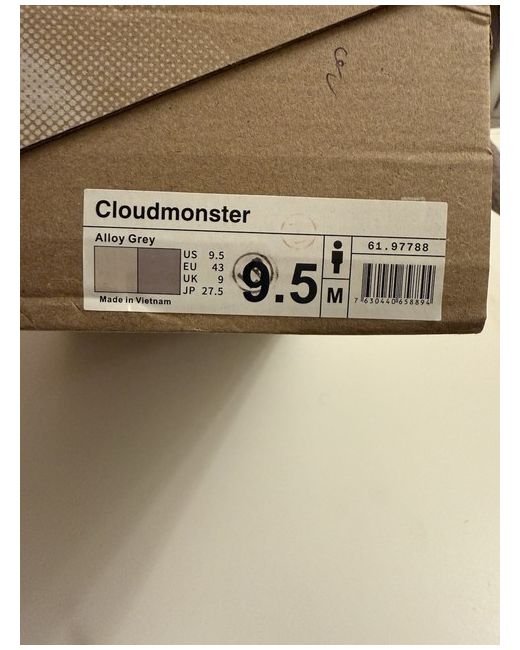 Cloudmonster
Alloy Grey
US 9.5
EU 43
UK 9
JP 27.5
Made in Vietnam
9.5
M
61.97788
7 630440 658894